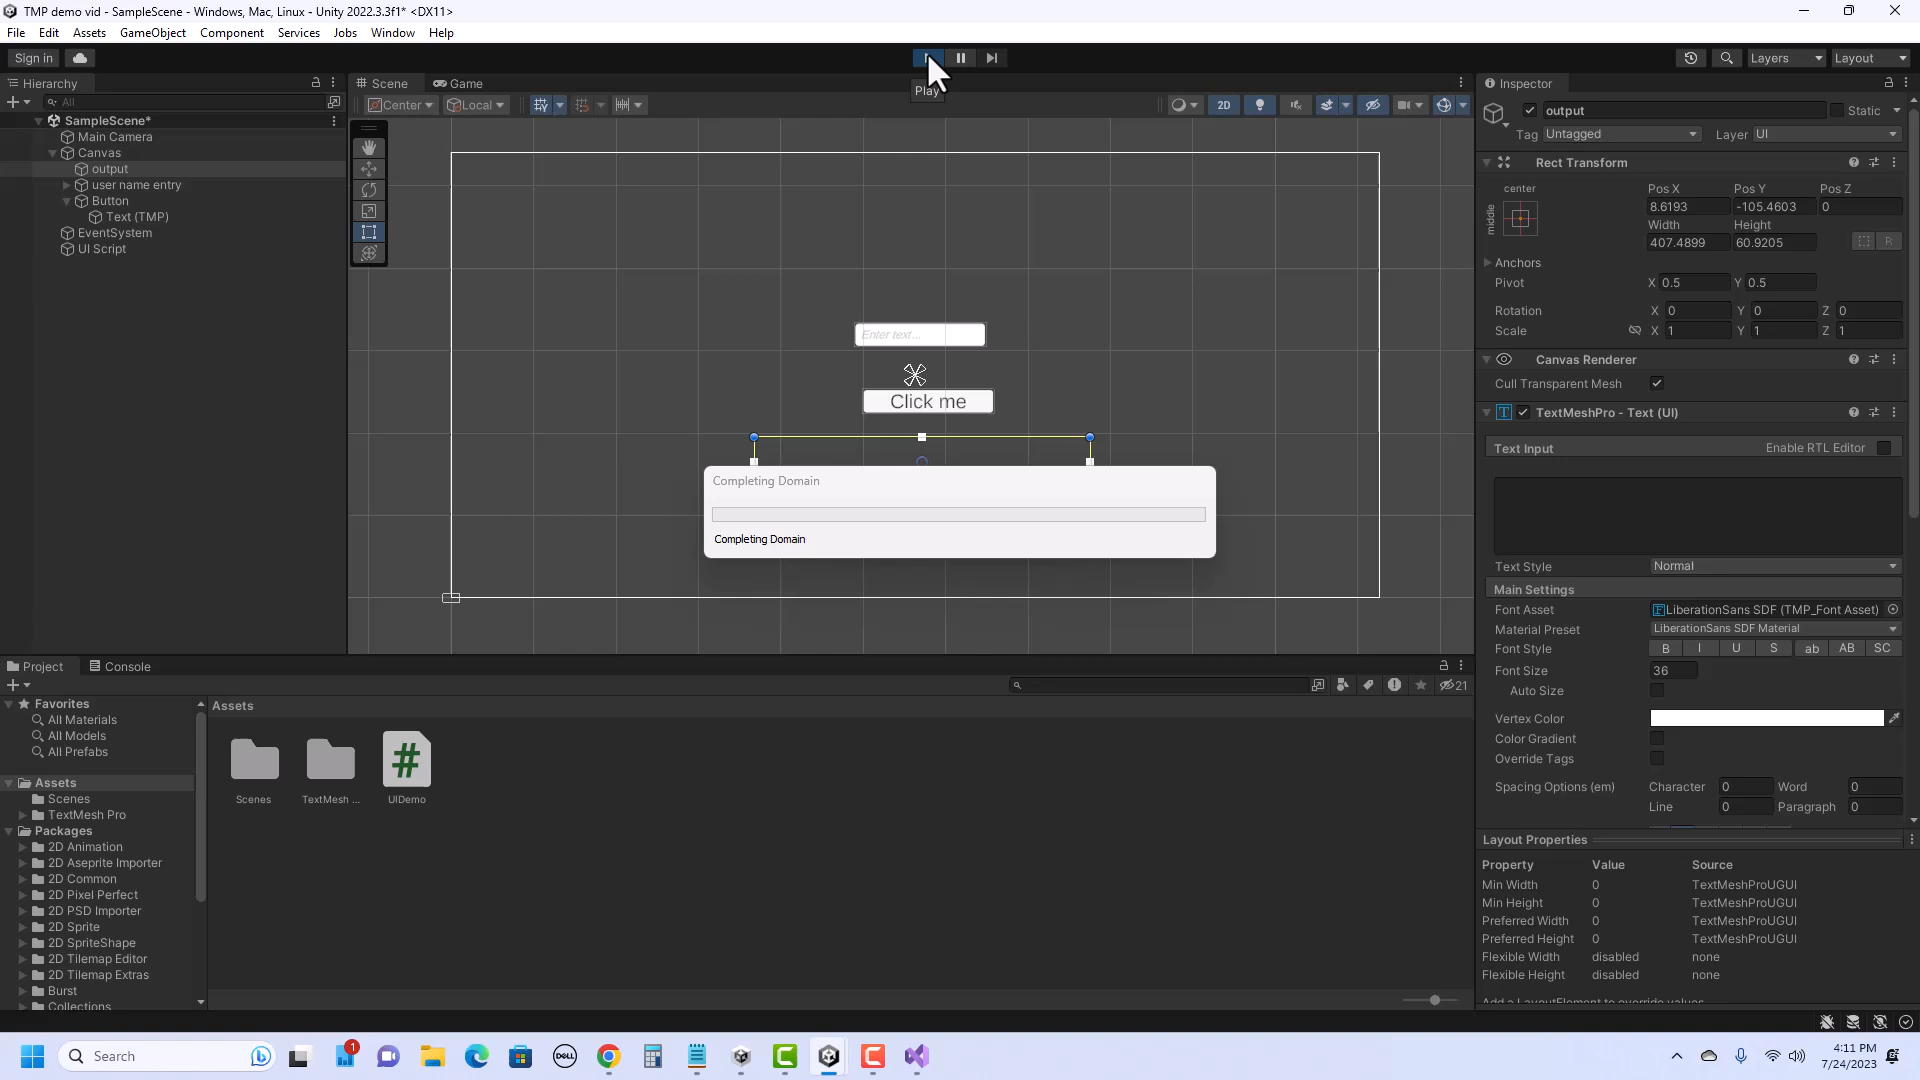 TMP demo vid - SampleScene - Windows, Mac, Linux - Unity 2022.3.3f1* <DX11>
File Edit Assets GameObject Component Services Jobs Window Help
Sign in
Layers
Layout
Play
Hierarchy
All
SampleScene*
Main Camera
Canvas
output
user name entry
Button
Text (TMP)
EventSystem
UI Script
Scene
Game
Center
Local
2D
Enter text...
Click me
Completing Domain
Completing Domain
Inspector
output
Static
Tag Untagged Layer UI
Rect Transform
center
middle
Pos X Pos Y Pos Z
8.6193 -105.4603 0
Width Height
407.4899 60.9205
R
Anchors
Pivot X 0.5 Y 0.5
Rotation X 0 Y 0 Z 0
Scale X 1 Y 1 Z 1
Canvas Renderer
Cull Transparent Mesh
TextMeshPro - Text (UI)
Text Input Enable RTL Editor
Text Style Normal
Main Settings
Font Asset LiberationSans SDF (TMP_Font Asset)
Material Preset LiberationSans SDF Material
Font Style B I U S ab AB SC
Font Size 36
Auto Size
Vertex Color
Color Gradient
Override Tags
Spacing Options (em) Character 0 Word 0
Line 0 Paragraph 0
Layout Properties
Property Value Source
Min Width 0 TextMeshProUGUI
Min Height 0 TextMeshProUGUI
Preferred Width 0 TextMeshProUGUI
Preferred Height 0 TextMeshProUGUI
Flexible Width disabled none
Flexible Height disabled none
Add a LayoutElement to override values
Project
Console
21
Favorites
All Materials
All Models
All Prefabs
Assets
Scenes
TextMesh Pro
Packages
2D Animation
2D Aseprite Importer
2D Common
2D Pixel Perfect
2D PSD Importer
2D Sprite
2D SpriteShape
2D Tilemap Editor
2D Tilemap Extras
Burst
Collections
Assets
Scenes
TextMesh ...
UIDemo
Search
1
DELL
4:11 PM
7/24/2023